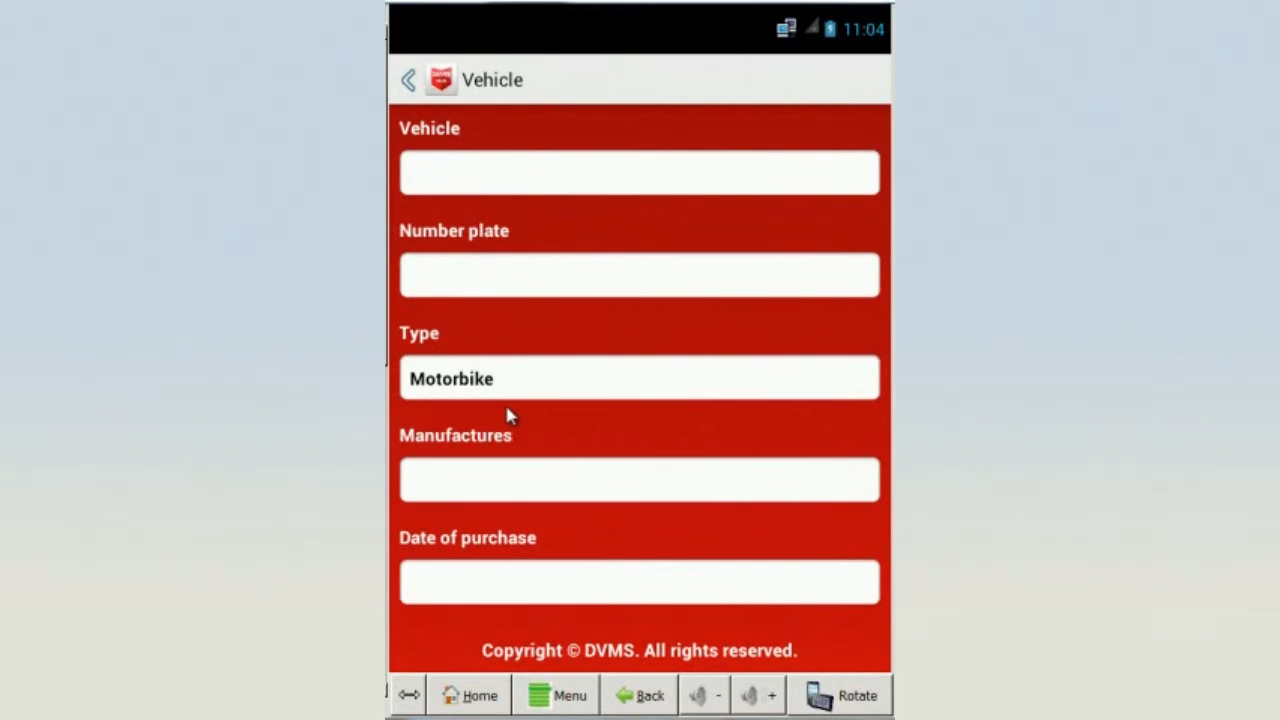 11:04
Vehicle
Vehicle
Number plate
Type
Motorbike
Manufactures
Date of purchase
Copyright © DVMS. All rights reserved.
Home Menu Back - + Rotate